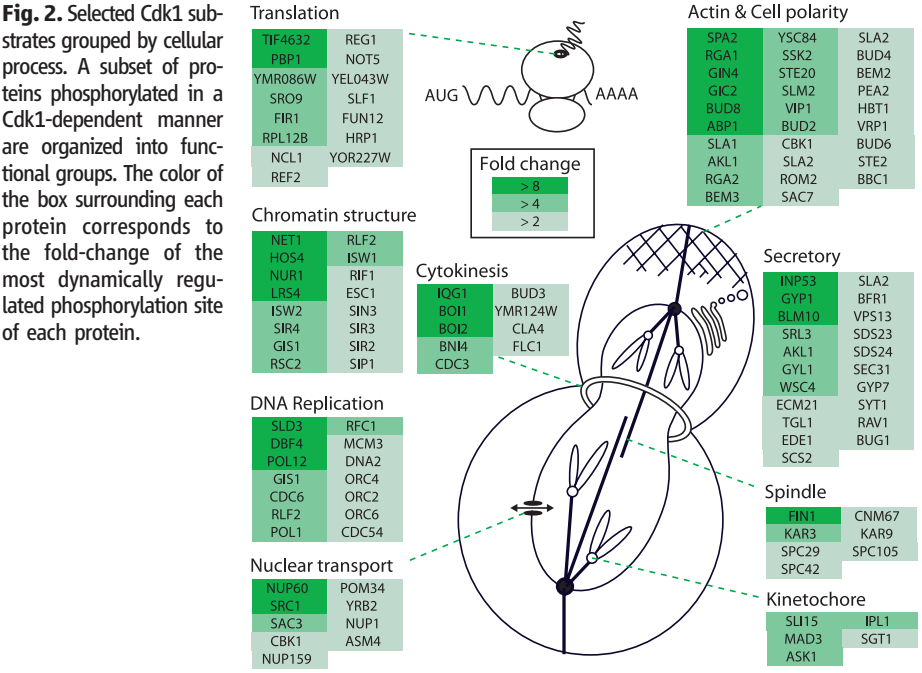 Fig. 2. Selected Cdk1 sub-
strates grouped by cellular
process. A subset of pro-
teins phosphorylated in a
Cdk1-dependent manner
are organized into func-
tional groups. The color of
the box surrounding each
protein corresponds to
the fold-change of the
most dynamically regu-
lated phosphorylation site
of each protein.
Translation
TIF4632 REG1
PBP1 NOT5
YMR086W YEL043W
SRO9 SLF1
FIR1 FUN12
RPL12B HRP1
NCL1 YOR227W
REF2
AUG AAAA
Fold change
> 8
> 4
> 2
Actin & Cell polarity
SPA2 YSC84 SLA2
RGA1 SSK2 BUD4
GIN4 STE20 BEM2
GIC2 SLM2 PEA2
BUD8 VIP1 HBT1
ABP1 BUD2 VRP1
SLA1 CBK1 BUD6
AKL1 SLA2 STE2
RGA2 ROM2 BBC1
BEM3 SAC7
Chromatin structure
NET1 RLF2
HOS4 ISW1
NUR1 RIF1
LRS4 ESC1
ISW2 SIN3
SIR4 SIR3
GIS1 SIR2
RSC2 SIP1
Cytokinesis
IQG1 BUD3
BOI1 YMR124W
BOI2 CLA4
BNI4 FLC1
CDC3
Secretory
INP53 SLA2
GYP1 BFR1
BLM10 VPS13
SRL3 SDS23
AKL1 SDS24
GYL1 SEC31
WSC4 GYP7
ECM21 SYT1
TGL1 RAV1
EDE1 BUG1
SCS2
DNA Replication
SLD3 RFC1
DBF4 MCM3
POL12 DNA2
GIS1 ORC4
CDC6 ORC2
RLF2 ORC6
POL1 CDC54
Spindle
FIN1 CNM67
KAR3 KAR9
SPC29 SPC105
SPC42
Nuclear transport
NUP60 POM34
SRC1 YRB2
SAC3 NUP1
CBK1 ASM4
NUP159
Kinetochore
SLI15 IPL1
MAD3 SGT1
ASK1